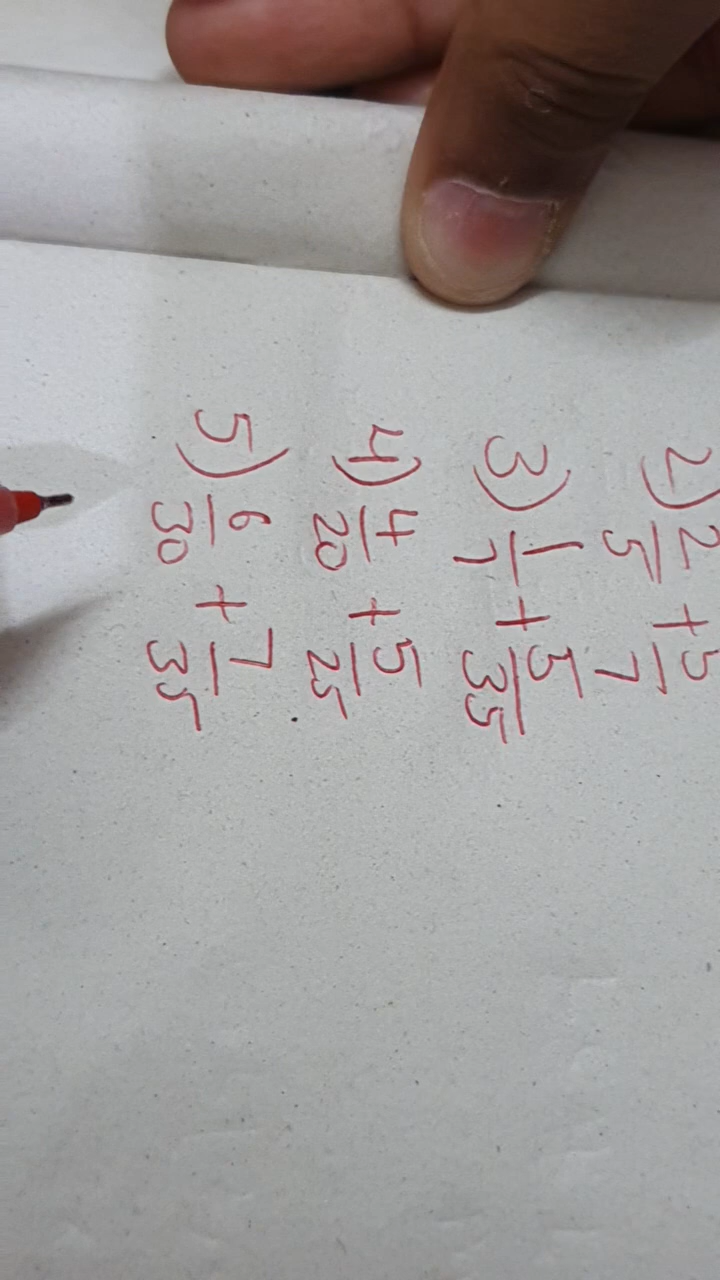 2) 2/5 + 5/7
3) 1/7 + 5/35
4) 4/20 + 5/25
5) 6/30 + 7/35